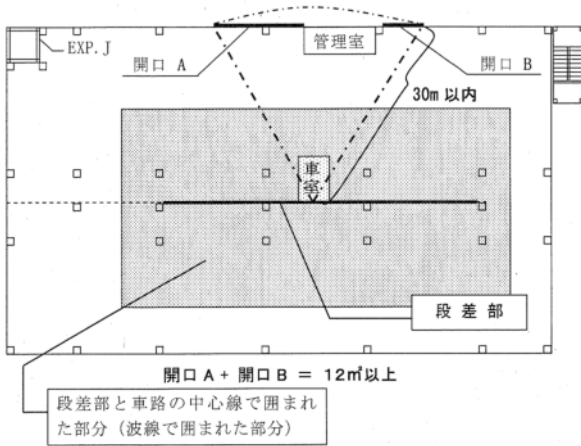 EXP.J
開口 A
管理室
開口 B
30m 以内
車室
段 差 部
開口 A + 開口 B = 12㎡以上
段差部と車路の中心線で囲まれ
た部分（波線で囲まれた部分）